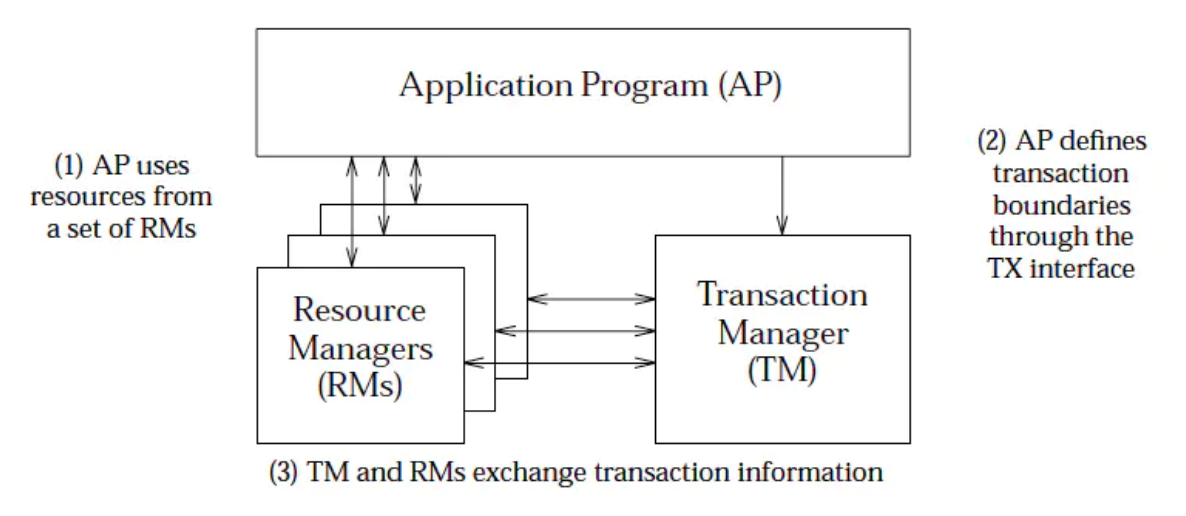 Application Program (AP)
(1) AP uses
resources from
a set of RMs
(2) AP defines
transaction
boundaries
through the
TX interface
Resource
Managers
(RMs)
Transaction
Manager
(TM)
(3) TM and RMs exchange transaction information